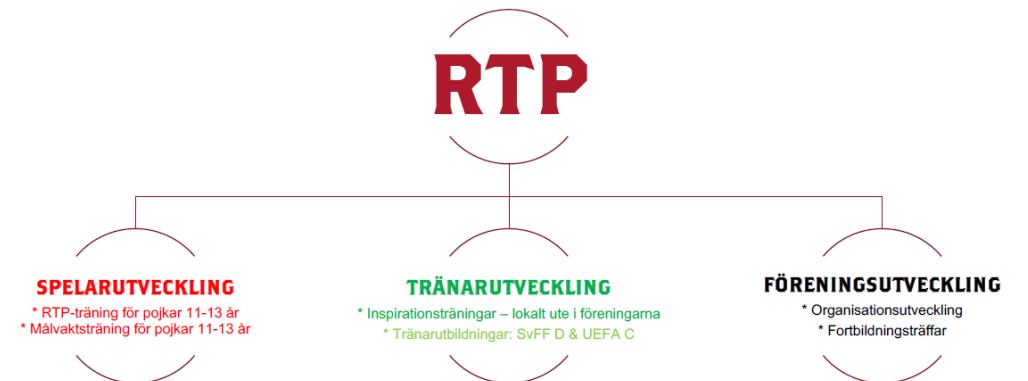 RTP
SPELARUTVECKLING
* RTP-träning för pojkar 11-13 år
* Målvaktsträning för pojkar 11-13 år
TRÄNARUTVECKLING
* Inspirationsträningar – lokalt ute i föreningarna
* Tränarutbildningar: SvFF D & UEFA C
FÖRENINGSUTVECKLING
* Organisationsutveckling
* Fortbildningsträffar